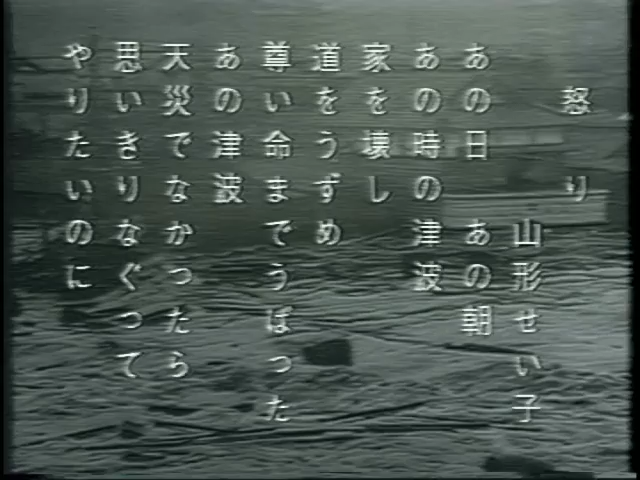 怒り
山形せい子
あの日 あの朝
あの時の津波
家を壊し
道をうずめ
尊い命までうばった
あの津波
天災でなかったら
思いきりなぐって
やりたいのに